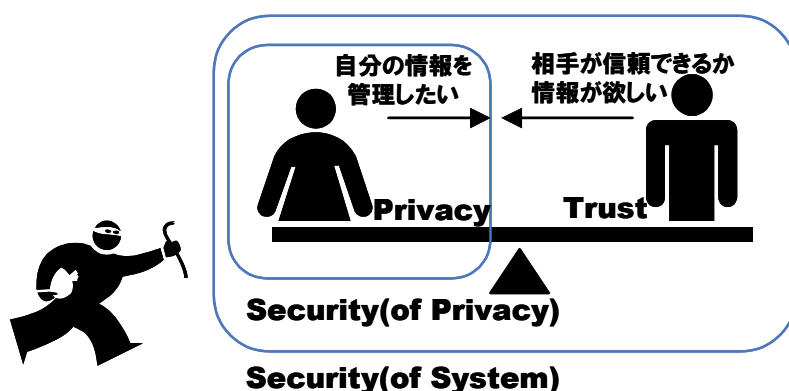 自分の情報を
管理したい
相手が信頼できるか
情報が欲しい
Privacy
Trust
Security(of Privacy)
Security(of System)